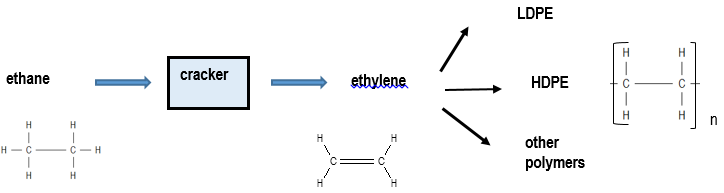 LDPE
ethane
cracker
ethylene
HDPE
other
polymers
H H
H C C H
H H
H H
C C
H H
H H
C C
H H
n